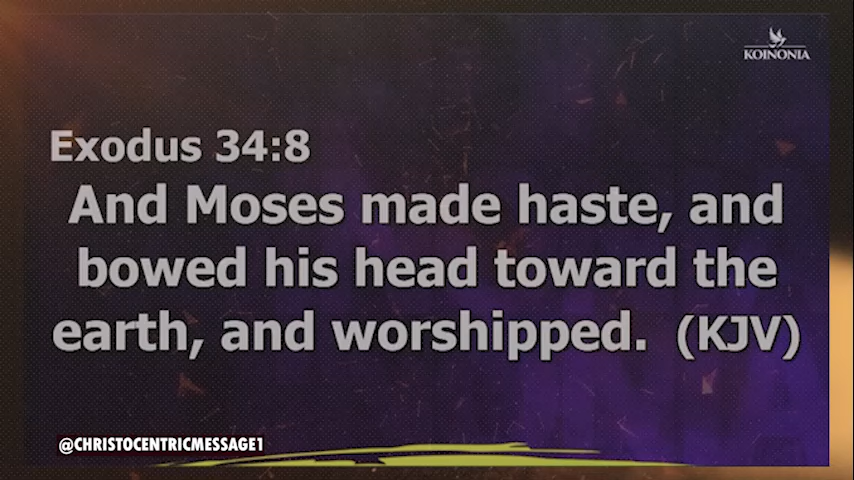 KOINONIA
Exodus 34:8
And Moses made haste, and
bowed his head toward the
earth, and worshipped. (KJV)
@CHRISTOCENTRICMESSAGE1